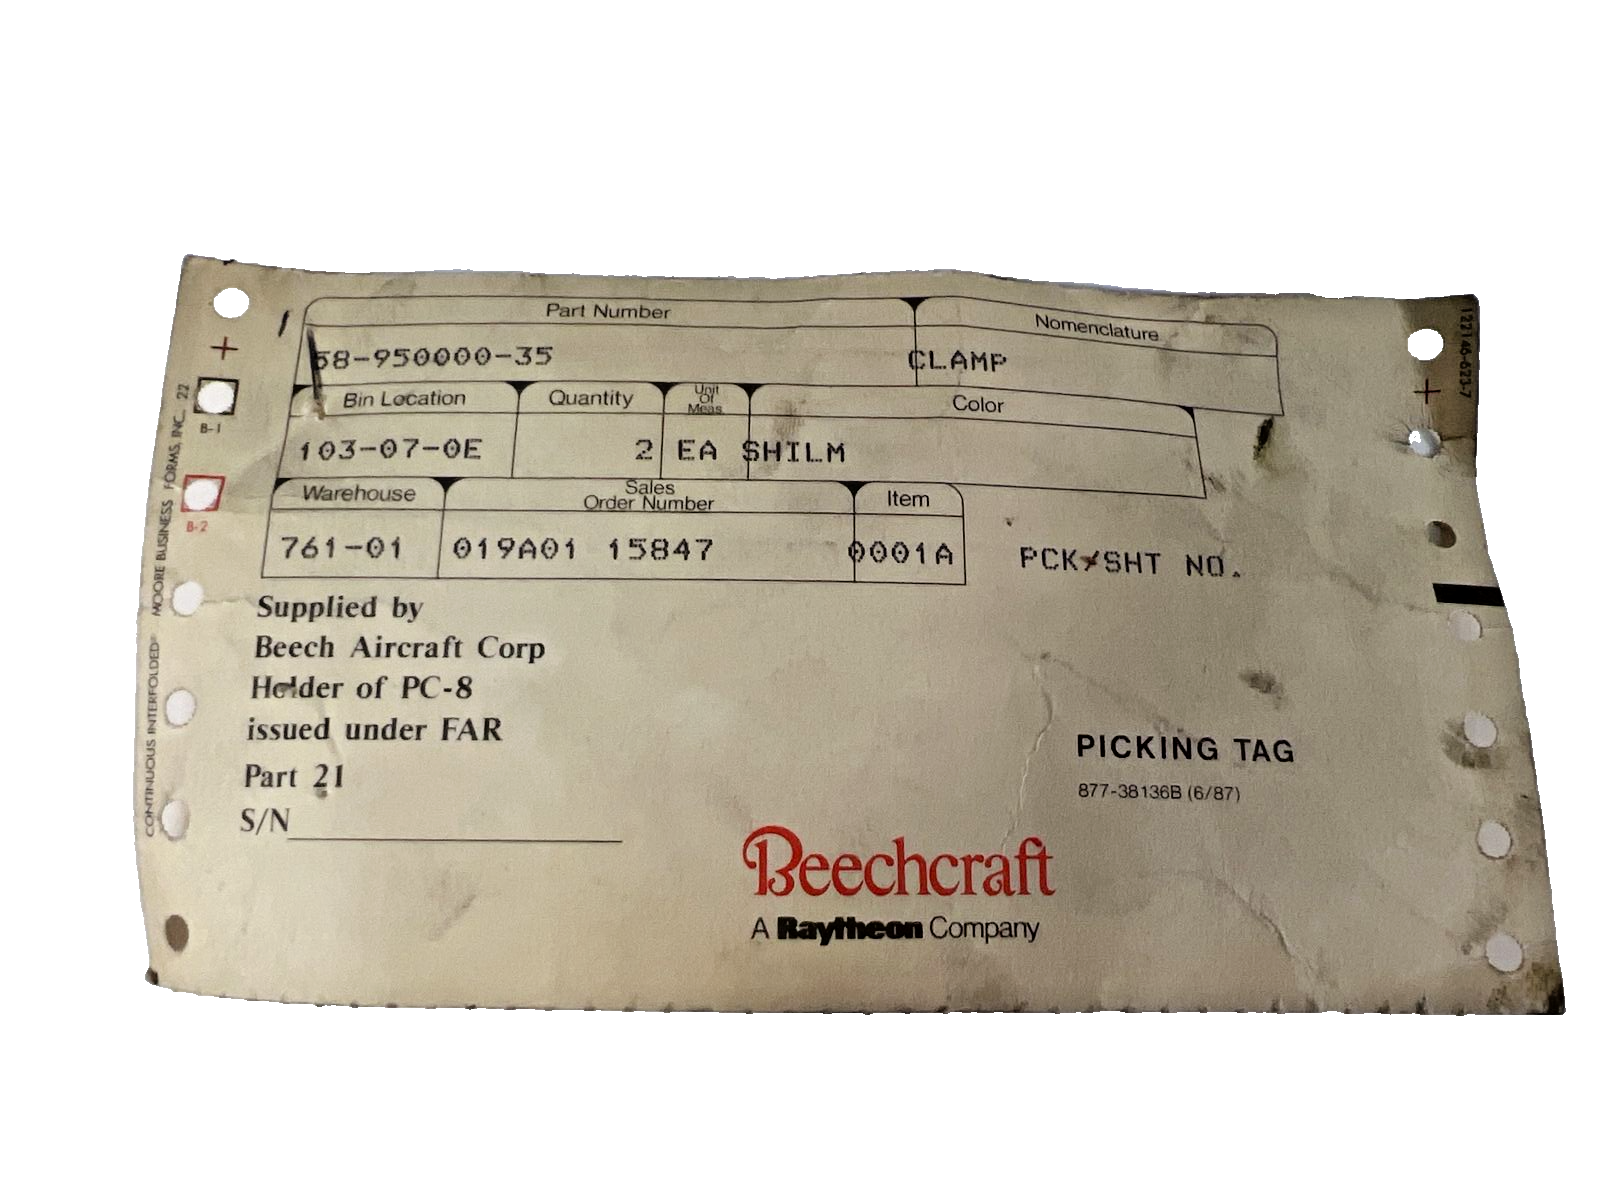 Part Number Nomenclature
58-950000-35 CLAMP
Bin Location Quantity Unit Of Meas. Color
103-07-0E 2 EA SHILM
Warehouse Sales Order Number Item
761-01 019A01 15847 0001A PCK/SHT NO.
Supplied by
Beech Aircraft Corp
Holder of PC-8
issued under FAR
Part 21
S/N
PICKING TAG
877-38136B (6/87)
Beechcraft
A Raytheon Company
B-1
B-2
CONTINUOUS INTERFOLDED® MOORE BUSINESS FORMS, INC. 22